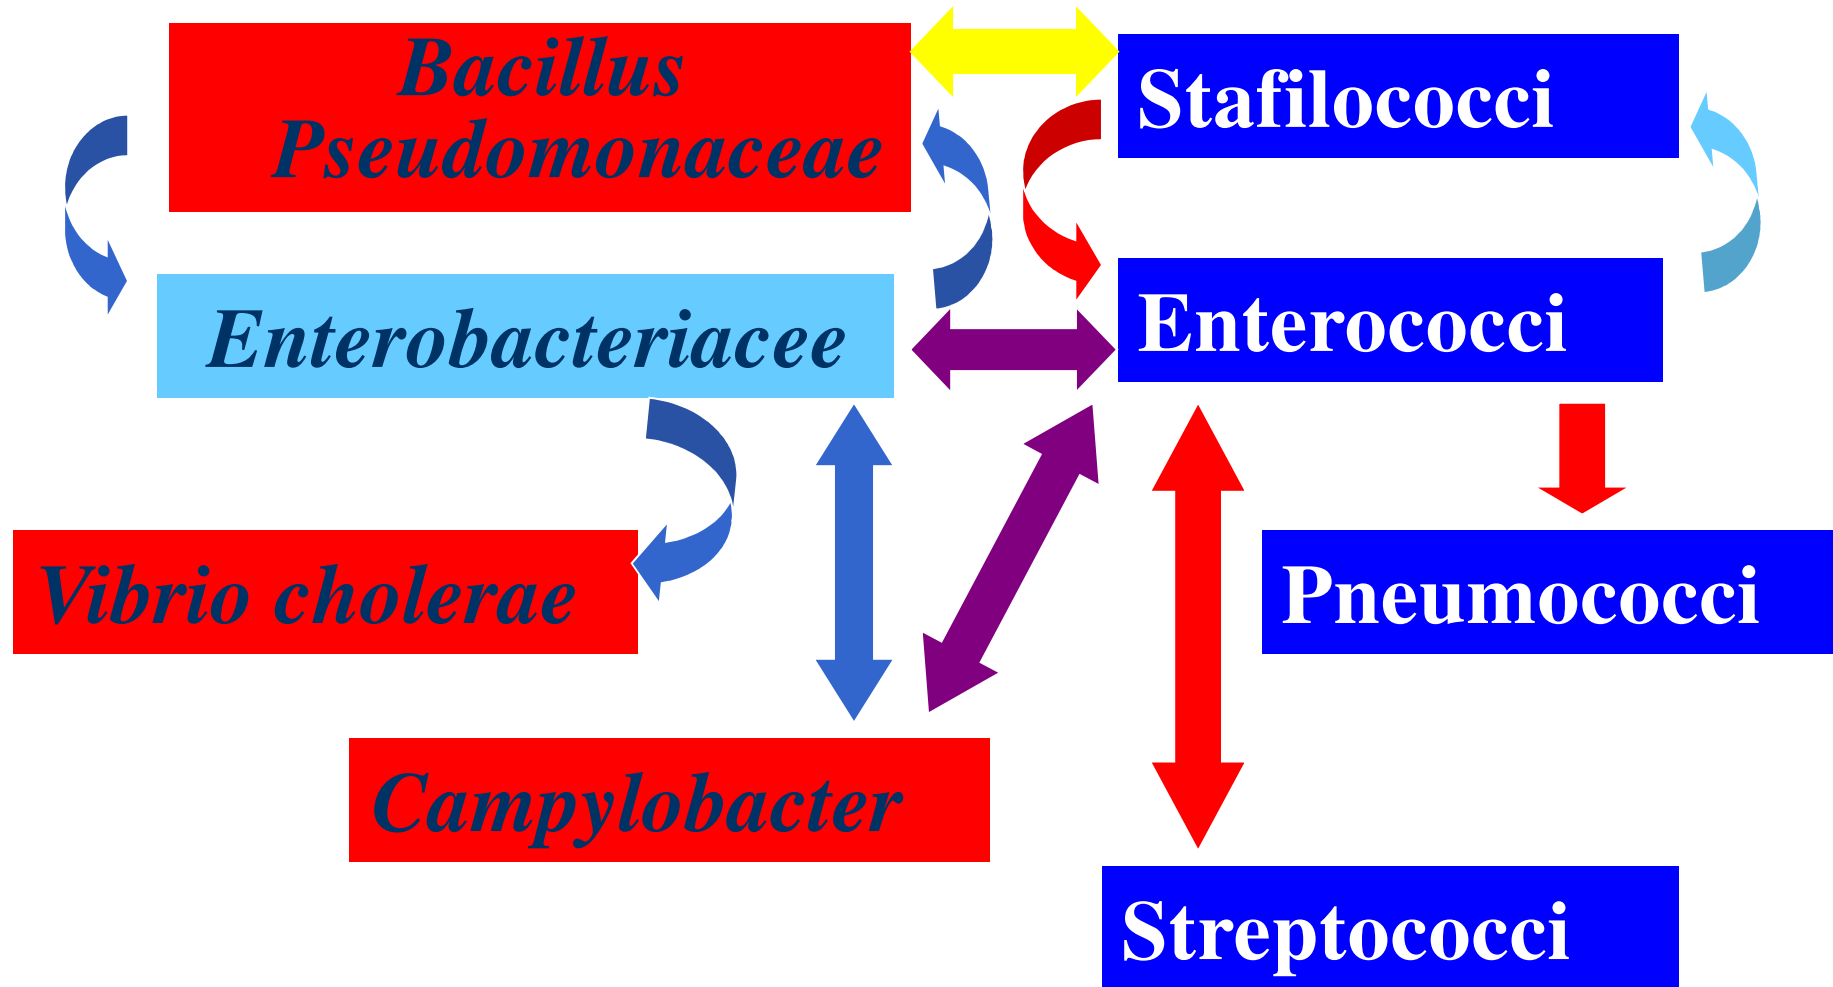 Bacillus
Pseudomonaceae
Stafilococci
Enterobacteriacee
Enterococci
Vibrio cholerae
Pneumococci
Campylobacter
Streptococci